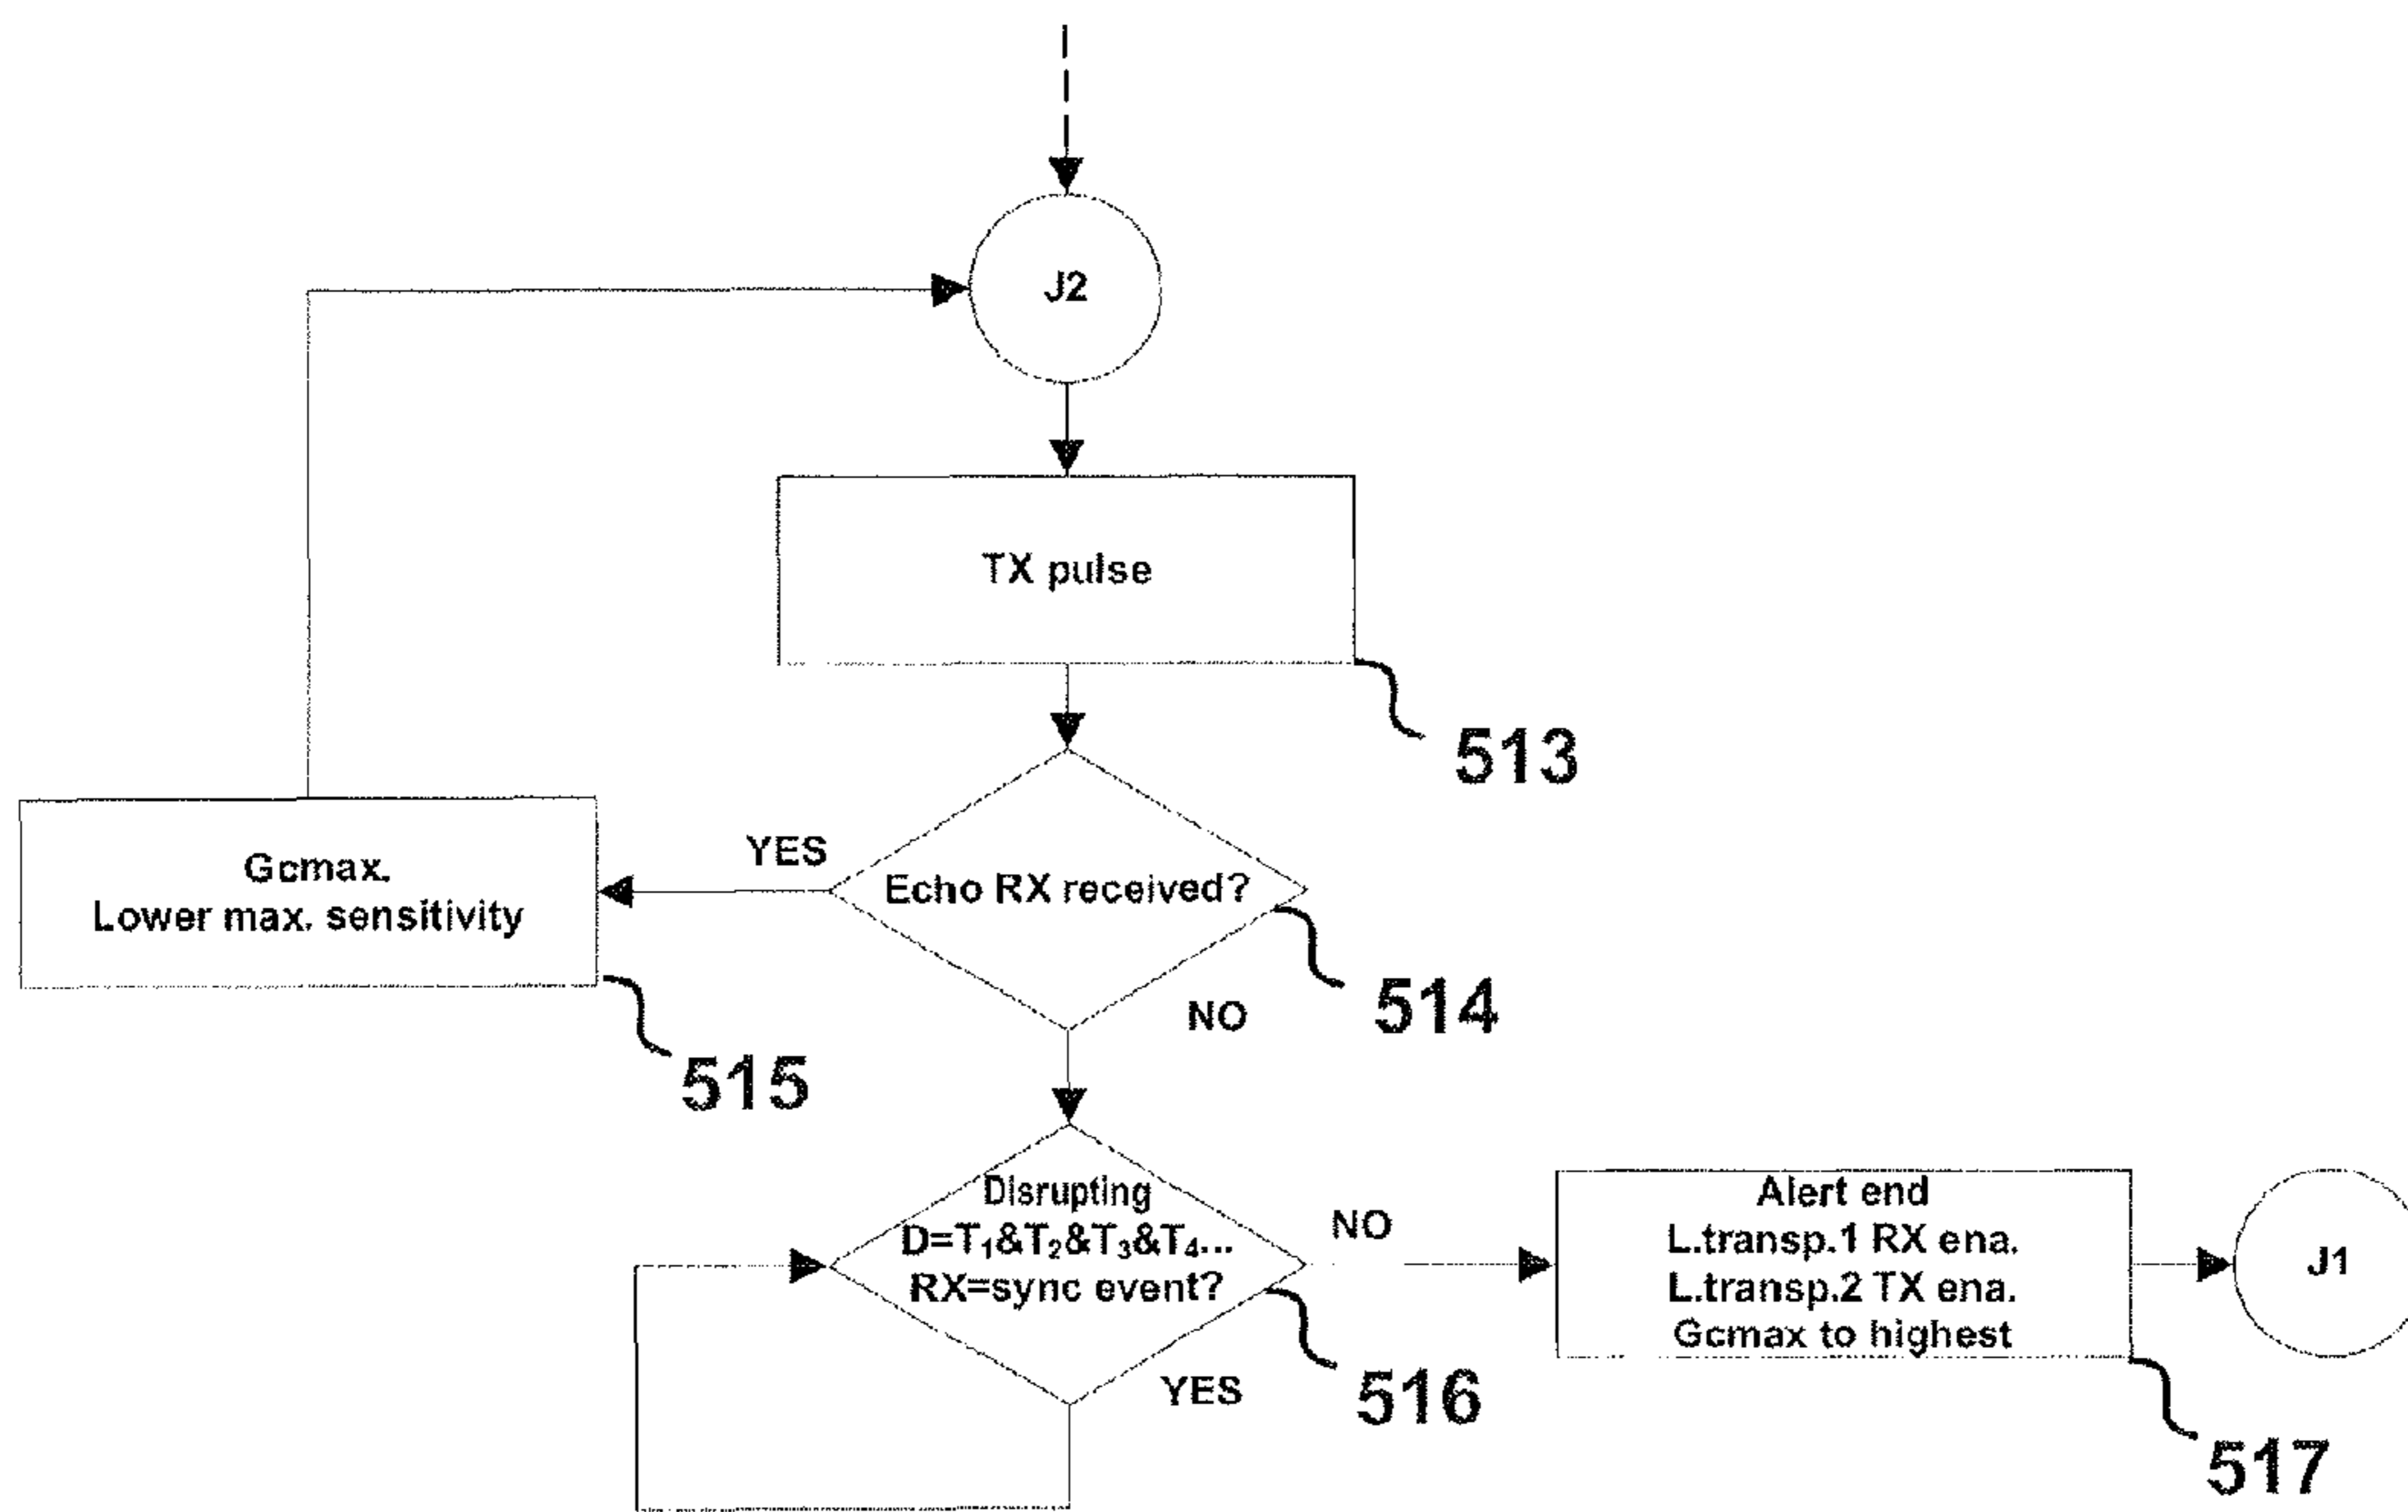 J2
TX pulse
513
YES
Echo RX received?
Gcmax.
Lower max. sensitivity
514
NO
515
Disrupting
D=T₁&T₂&T₃&T₄...
RX=sync event?
NO
Alert end
L.transp.1 RX ena.
L.transp.2 TX ena.
Gcmax to highest
J1
YES
516
517